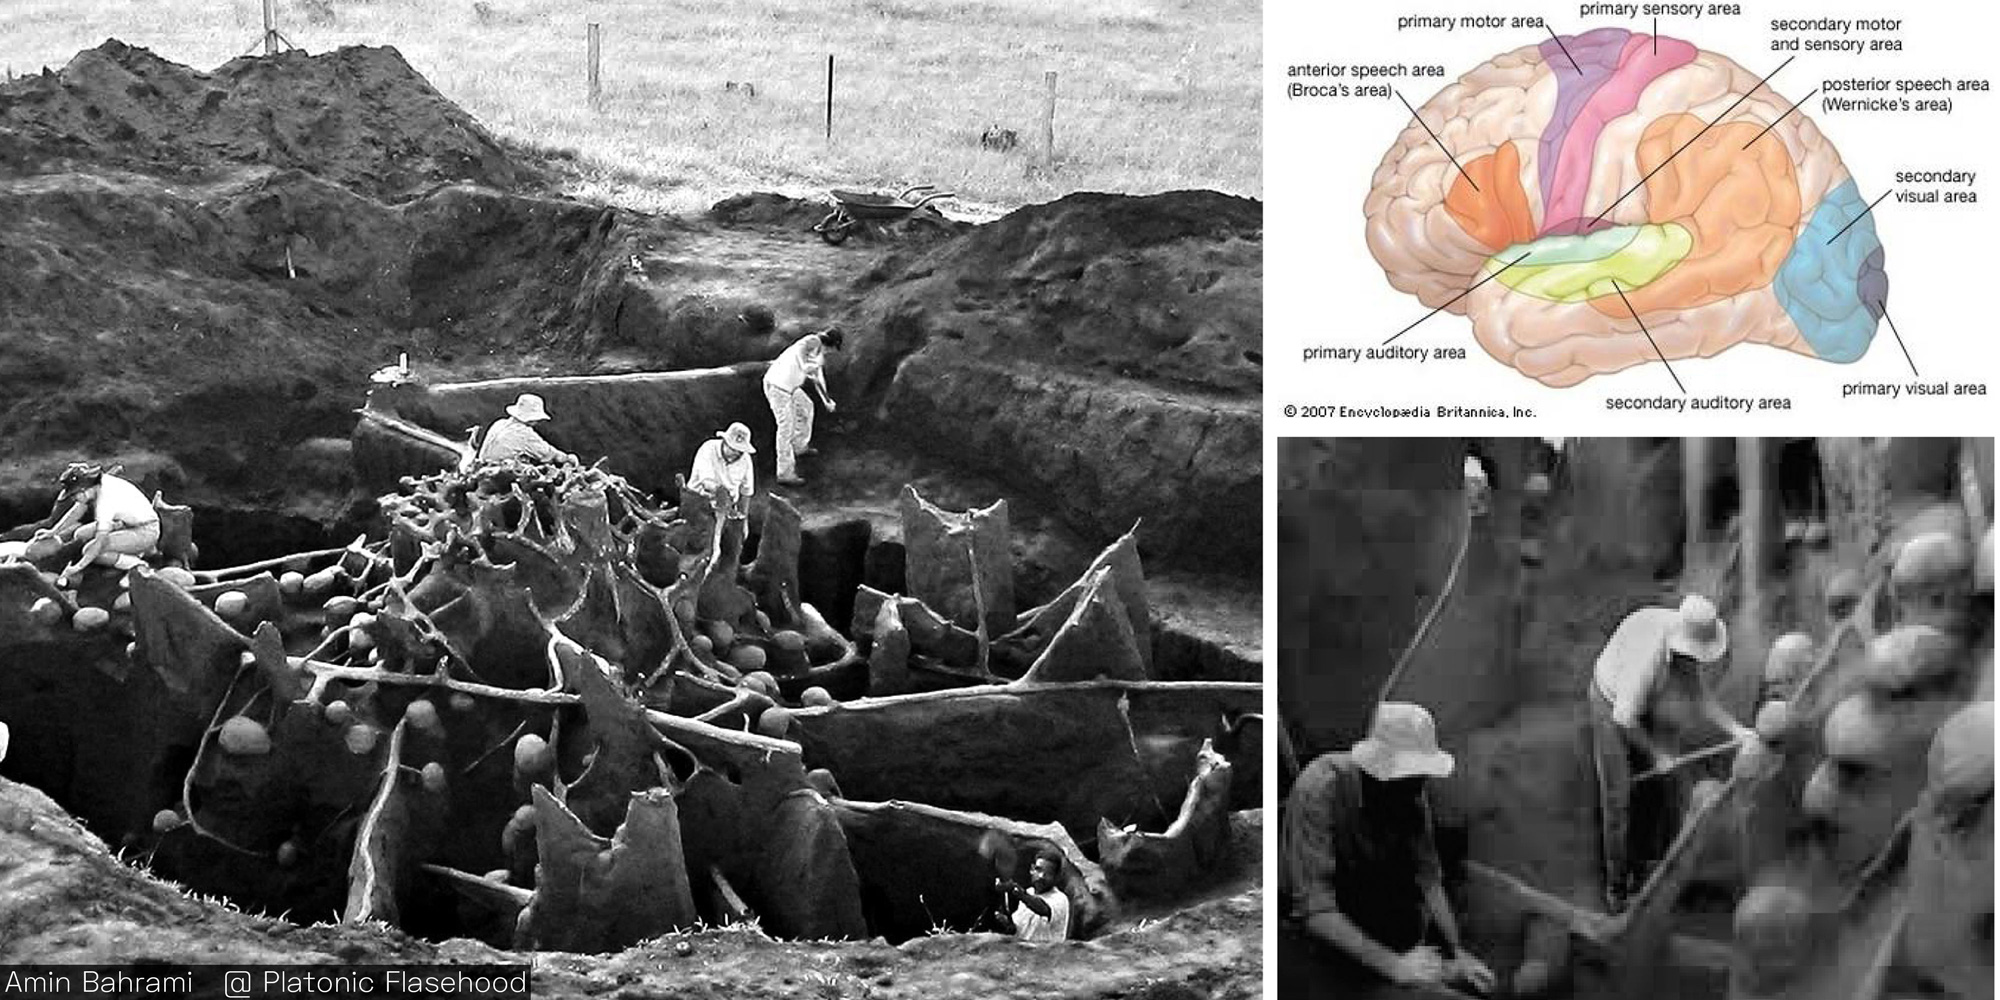 primary motor area
primary sensory area
secondary motor
and sensory area
anterior speech area
(Broca's area)
posterior speech area
(Wernicke's area)
secondary
visual area
primary auditory area
primary visual area
secondary auditory area
© 2007 Encyclopædia Britannica, Inc.
Amin Bahrami @ Platonic Flasehood